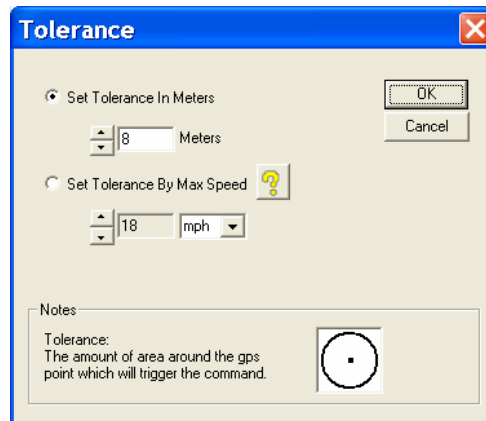 Tolerance
Set Tolerance In Meters
OK
8 Meters
Cancel
Set Tolerance By Max Speed ?
18 mph
Notes
Tolerance:
The amount of area around the gps
point which will trigger the command.